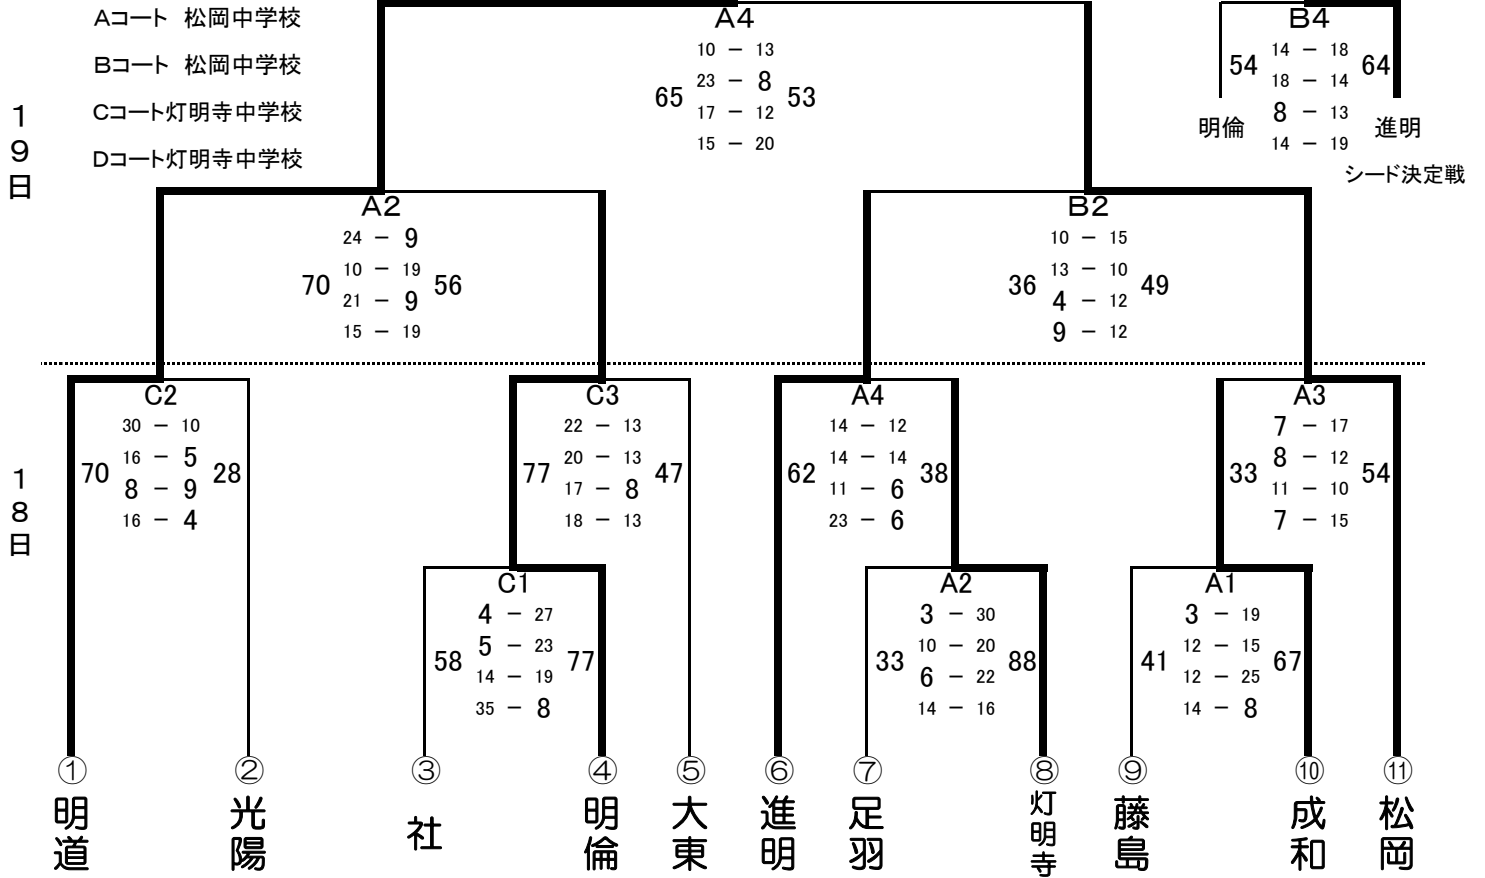 Aコート 松岡中学校
Bコート 松岡中学校
Cコート灯明寺中学校
Dコート灯明寺中学校
19日
A4
10 － 13
23 － 8
17 － 12
15 － 20
65
53
B4
14 － 18
18 － 14
8 － 13
14 － 19
54
64
明倫
進明
シード決定戦
A2
24 － 9
10 － 19
21 － 9
15 － 19
70
56
B2
10 － 15
13 － 10
4 － 12
9 － 12
36
49
18日
C2
30 － 10
16 － 5
8 － 9
16 － 4
70
28
C3
22 － 13
20 － 13
17 － 8
18 － 13
77
47
A4
14 － 12
14 － 14
11 － 6
23 － 6
62
38
A3
7 － 17
8 － 12
11 － 10
7 － 15
33
54
C1
4 － 27
5 － 23
14 － 19
35 － 8
58
77
A2
3 － 30
10 － 20
6 － 22
14 － 16
33
88
A1
3 － 19
12 － 15
12 － 25
14 － 8
41
67
① ② ③ ④ ⑤ ⑥ ⑦ ⑧ ⑨ ⑩ ⑪
明道
光陽
社
明倫
大東
進明
足羽
灯明寺
藤島
成和
松岡